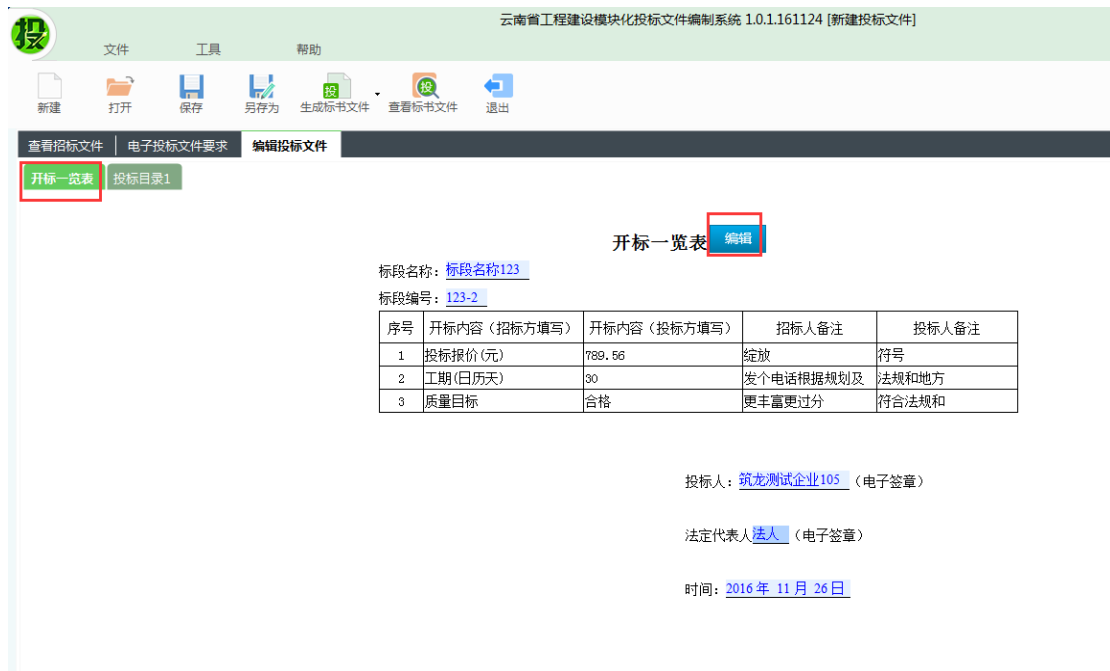 云南省工程建设模块化投标文件编制系统 1.0.1.161124 [新建投标文件]
投
文件 工具 帮助
投 投
新建 打开 保存 另存为 生成标书文件 查看标书文件 退出
查看招标文件 电子投标文件要求 编辑投标文件
开标一览表 投标目录1
开标一览表 编辑
标段名称：标段名称123
标段编号：123-2
序号 开标内容（招标方填写） 开标内容（投标方填写） 招标人备注 投标人备注
1 投标报价(元) 789.56 绽放 符号
2 工期(日历天) 30 发个电话根据规划及 法规和地方
3 质量目标 合格 更丰富更过分 符合法规和
投标人：筑龙测试企业105 （电子签章）
法定代表人法人 （电子签章）
时间：2016 年 11 月 26 日